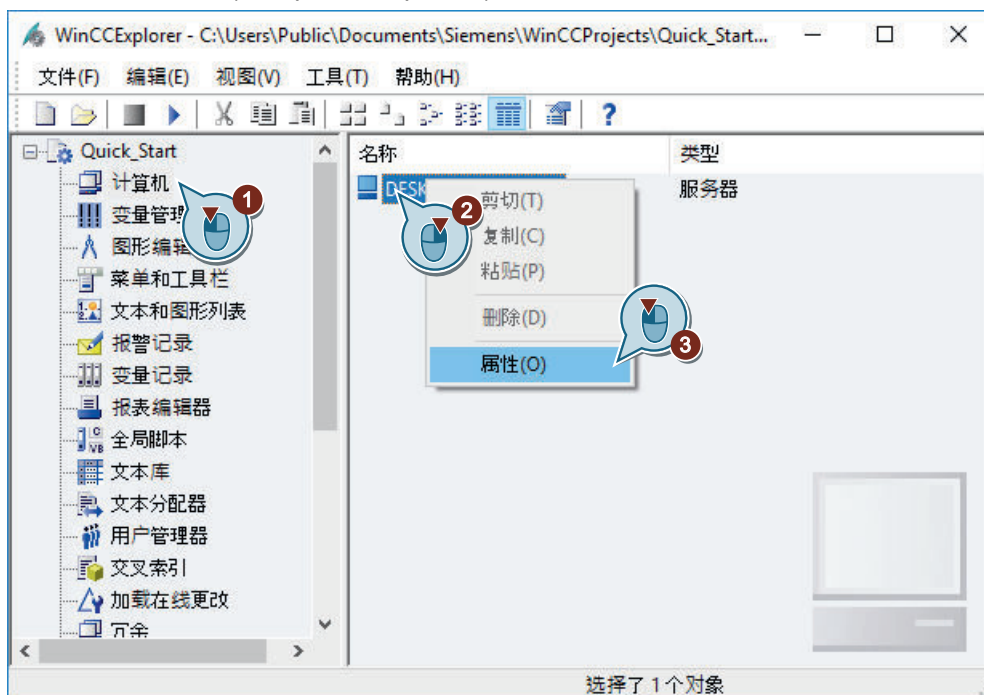 WinCCExplorer - C:\Users\Public\Documents\Siemens\WinCCProjects\Quick_Start...
文件(F) 编辑(E) 视图(V) 工具(T) 帮助(H)
Quick_Start
计算机
变量管理
图形编辑
菜单和工具栏
文本和图形列表
报警记录
变量记录
报表编辑器
全局脚本
文本库
文本分配器
用户管理器
交叉索引
加载在线更改
冗余
名称 类型
DESK 服务器
剪切(T)
复制(C)
粘贴(P)
删除(D)
属性(O)
1
2
3
选择了 1 个对象